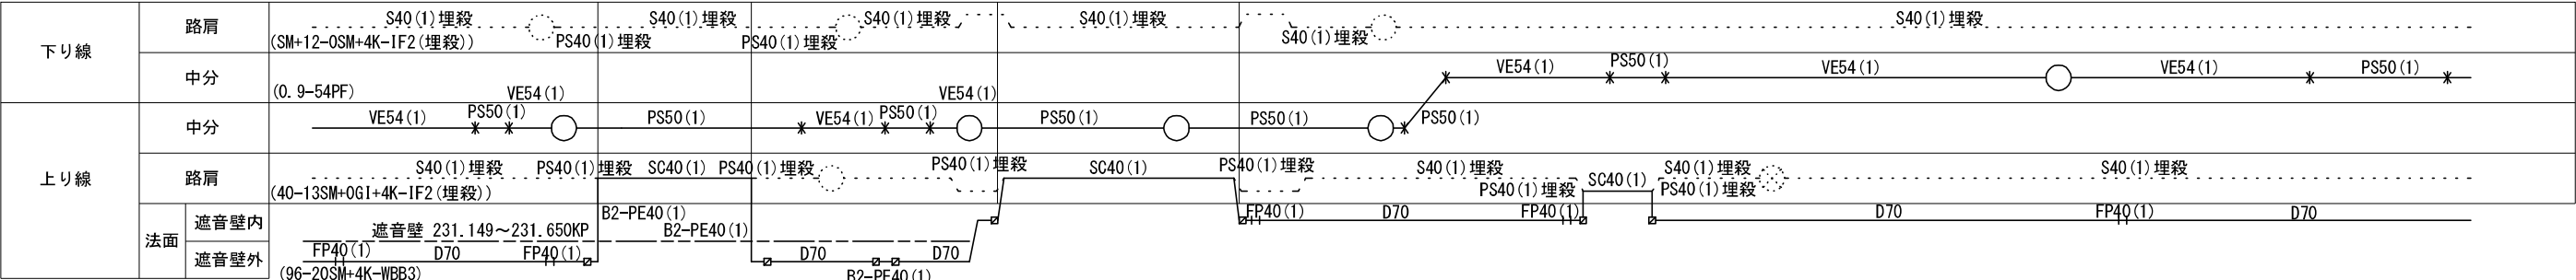 下り線
路肩
S40(1)埋殺 S40(1)埋殺 S40(1)埋殺 S40(1)埋殺 S40(1)埋殺
(SM+12-OSM+4K-IF2(埋殺)) PS40(1)埋殺 PS40(1)埋殺 S40(1)埋殺
中分
VE54(1) PS50(1) VE54(1) VE54(1) PS50(1)
(0.9-54PF) VE54(1) VE54(1)
上り線
中分
VE54(1) PS50(1) PS50(1) VE54(1) PS50(1) PS50(1) PS50(1) PS50(1)
路肩
S40(1)埋殺 PS40(1)埋殺 SC40(1) PS40(1)埋殺 PS40(1)埋殺 SC40(1) PS40(1)埋殺 S40(1)埋殺 SC40(1) S40(1)埋殺 S40(1)埋殺
(40-13SM+OGI+4K-IF2(埋殺)) PS40(1)埋殺 PS40(1)埋殺
法面
遮音壁内
B2-PE40(1) FP40(1) D70 FP40(1) D70 FP40(1) D70
遮音壁 231.149～231.650KP B2-PE40(1)
遮音壁外
FP40(1) D70 FP40(1) D70 D70
(96-20SM+4K-WBB3) B2-PE40(1)